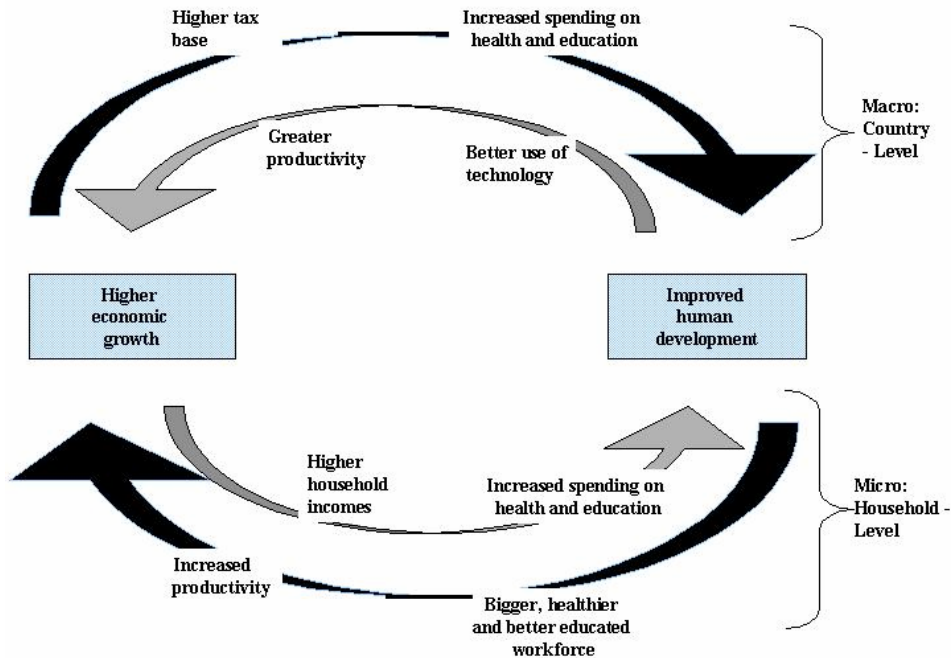 Higher tax
base
Increased spending on
health and education
Macro:
Country
- Level
Greater
productivity
Better use of
technology
Higher
economic
growth
Improved
human
development
Higher
household
incomes
Increased spending on
health and education
Micro:
Household -
Level
Increased
productivity
Bigger, healthier
and better educated
workforce